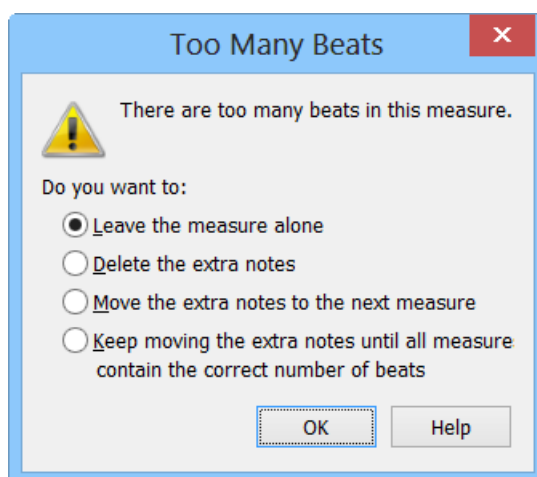 Too Many Beats
There are too many beats in this measure.
Do you want to:
Leave the measure alone
Delete the extra notes
Move the extra notes to the next measure
Keep moving the extra notes until all measure
contain the correct number of beats
OK
Help